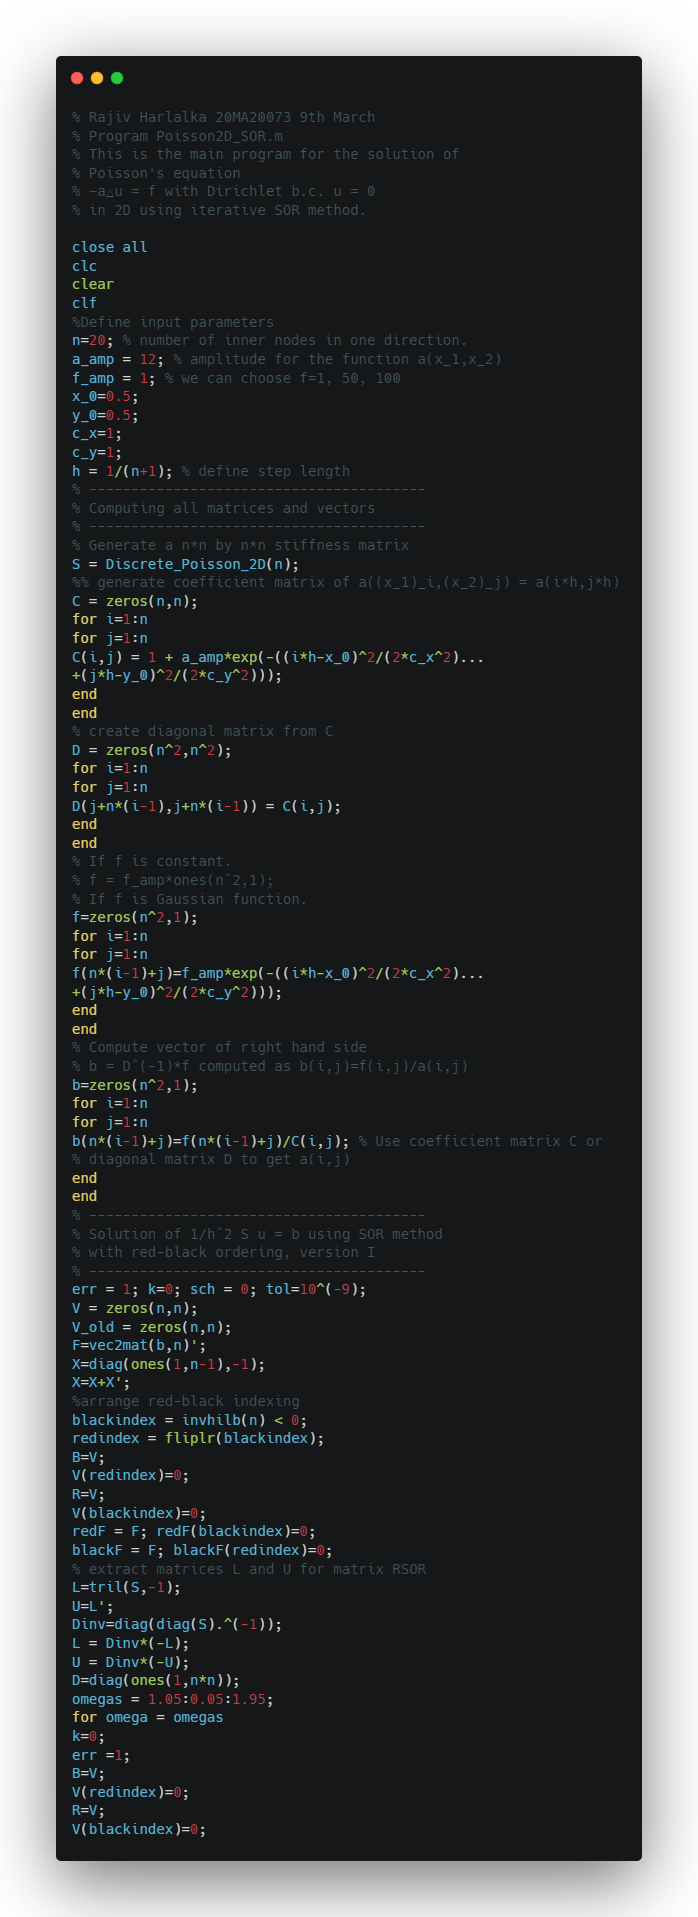 % Rajiv Harlalka 20MA20073 9th March
% Program Poisson2D_SOR.m
% This is the main program for the solution of
% Poisson's equation
% −a△u = f with Dirichlet b.c. u = 0
% in 2D using iterative SOR method.
close all
clc
clear
clf
%Define input parameters
n=20; % number of inner nodes in one direction.
a_amp = 12; % amplitude for the function a(x_1,x_2)
f_amp = 1; % we can choose f=1, 50, 100
x_0=0.5;
y_0=0.5;
c_x=1;
c_y=1;
h = 1/(n+1); % define step length
% ----------------------------------------
% Computing all matrices and vectors
% ----------------------------------------
% Generate a n*n by n*n stiffness matrix
S = Discrete_Poisson_2D(n);
%% generate coefficient matrix of a((x_1)_i,(x_2)_j) = a(i*h,j*h)
C = zeros(n,n);
for i=1:n
for j=1:n
C(i,j) = 1 + a_amp*exp(-((i*h-x_0)^2/(2*c_x^2)...
+(j*h-y_0)^2/(2*c_y^2)));
end
end
% create diagonal matrix from C
D = zeros(n^2,n^2);
for i=1:n
for j=1:n
D(j+n*(i-1),j+n*(i-1)) = C(i,j);
end
end
% If f is constant.
% f = f_amp*ones(nˆ2,1);
% If f is Gaussian function.
f=zeros(n^2,1);
for i=1:n
for j=1:n
f(n*(i-1)+j)=f_amp*exp(-((i*h-x_0)^2/(2*c_x^2)...
+(j*h-y_0)^2/(2*c_y^2)));
end
end
% Compute vector of right hand side
% b = Dˆ(-1)*f computed as b(i,j)=f(i,j)/a(i,j)
b=zeros(n^2,1);
for i=1:n
for j=1:n
b(n*(i-1)+j)=f(n*(i-1)+j)/C(i,j); % Use coefficient matrix C or
% diagonal matrix D to get a(i,j)
end
end
% ----------------------------------------
% Solution of 1/hˆ2 S u = b using SOR method
% with red-black ordering, version I
% ----------------------------------------
err = 1; k=0; sch = 0; tol=10^(-9);
V = zeros(n,n);
V_old = zeros(n,n);
F=vec2mat(b,n)';
X=diag(ones(1,n-1),-1);
X=X+X';
%arrange red-black indexing
blackindex = invhilb(n) < 0;
redindex = fliplr(blackindex);
B=V;
V(redindex)=0;
R=V;
V(blackindex)=0;
redF = F; redF(blackindex)=0;
blackF = F; blackF(redindex)=0;
% extract matrices L and U for matrix RSOR
L=tril(S,-1);
U=L';
Dinv=diag(diag(S).^(-1));
L = Dinv*(-L);
U = Dinv*(-U);
D=diag(ones(1,n*n));
omegas = 1.05:0.05:1.95;
for omega = omegas
k=0;
err =1;
B=V;
V(redindex)=0;
R=V;
V(blackindex)=0;